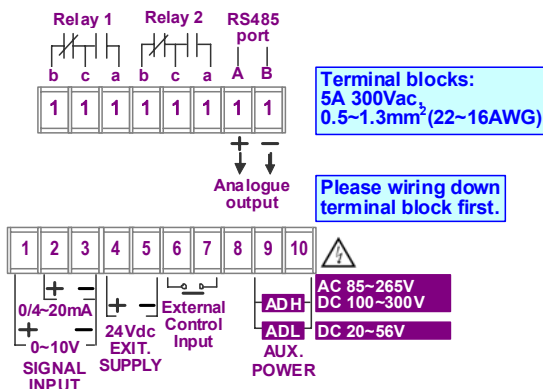 Relay 1 Relay 2 RS485
port
b c a b c a A B
1 1 1 1 1 1 1 1
+ −
Analogue
output
Terminal blocks:
5A 300Vac,
0.5~1.3mm²(22~16AWG)
Please wiring down
terminal block first.
1 2 3 4 5 6 7 8 9 10
+ −
0/4~20mA
+ −
0~10V
SIGNAL
INPUT
+ −
24Vdc
EXIT.
SUPPLY
External
Control
Input
ADH
AC 85~265V
DC 100~300V
ADL
DC 20~56V
AUX.
POWER